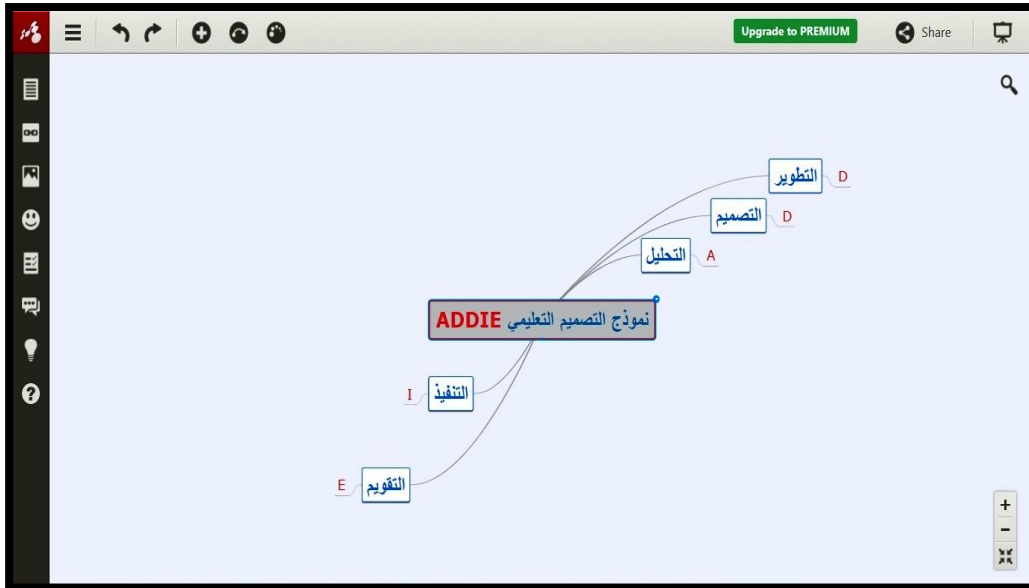 Upgrade to PREMIUM
Share
التطوير
D
التصميم
D
التحليل
A
نموذج التصميم التعليمي ADDIE
التنفيذ
I
التقويم
E